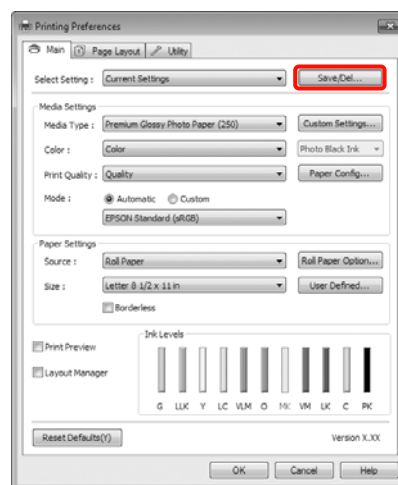 Printing Preferences
Main Page Layout Utility
Select Setting : Current Settings Save/Del...
Media Settings
Media Type : Premium Glossy Photo Paper (250) Custom Settings...
Color : Color Photo Black Ink
Print Quality : Quality Paper Config...
Mode : Automatic Custom
EPSON Standard (sRGB)
Paper Settings
Source : Roll Paper Roll Paper Option...
Size : Letter 8 1/2 x 11 in User Defined...
Borderless
Ink Levels
Print Preview
Layout Manager
G LLK Y LC VLM O MK VM LK C PK
Reset Defaults(Y) Version X.XX
OK Cancel Help